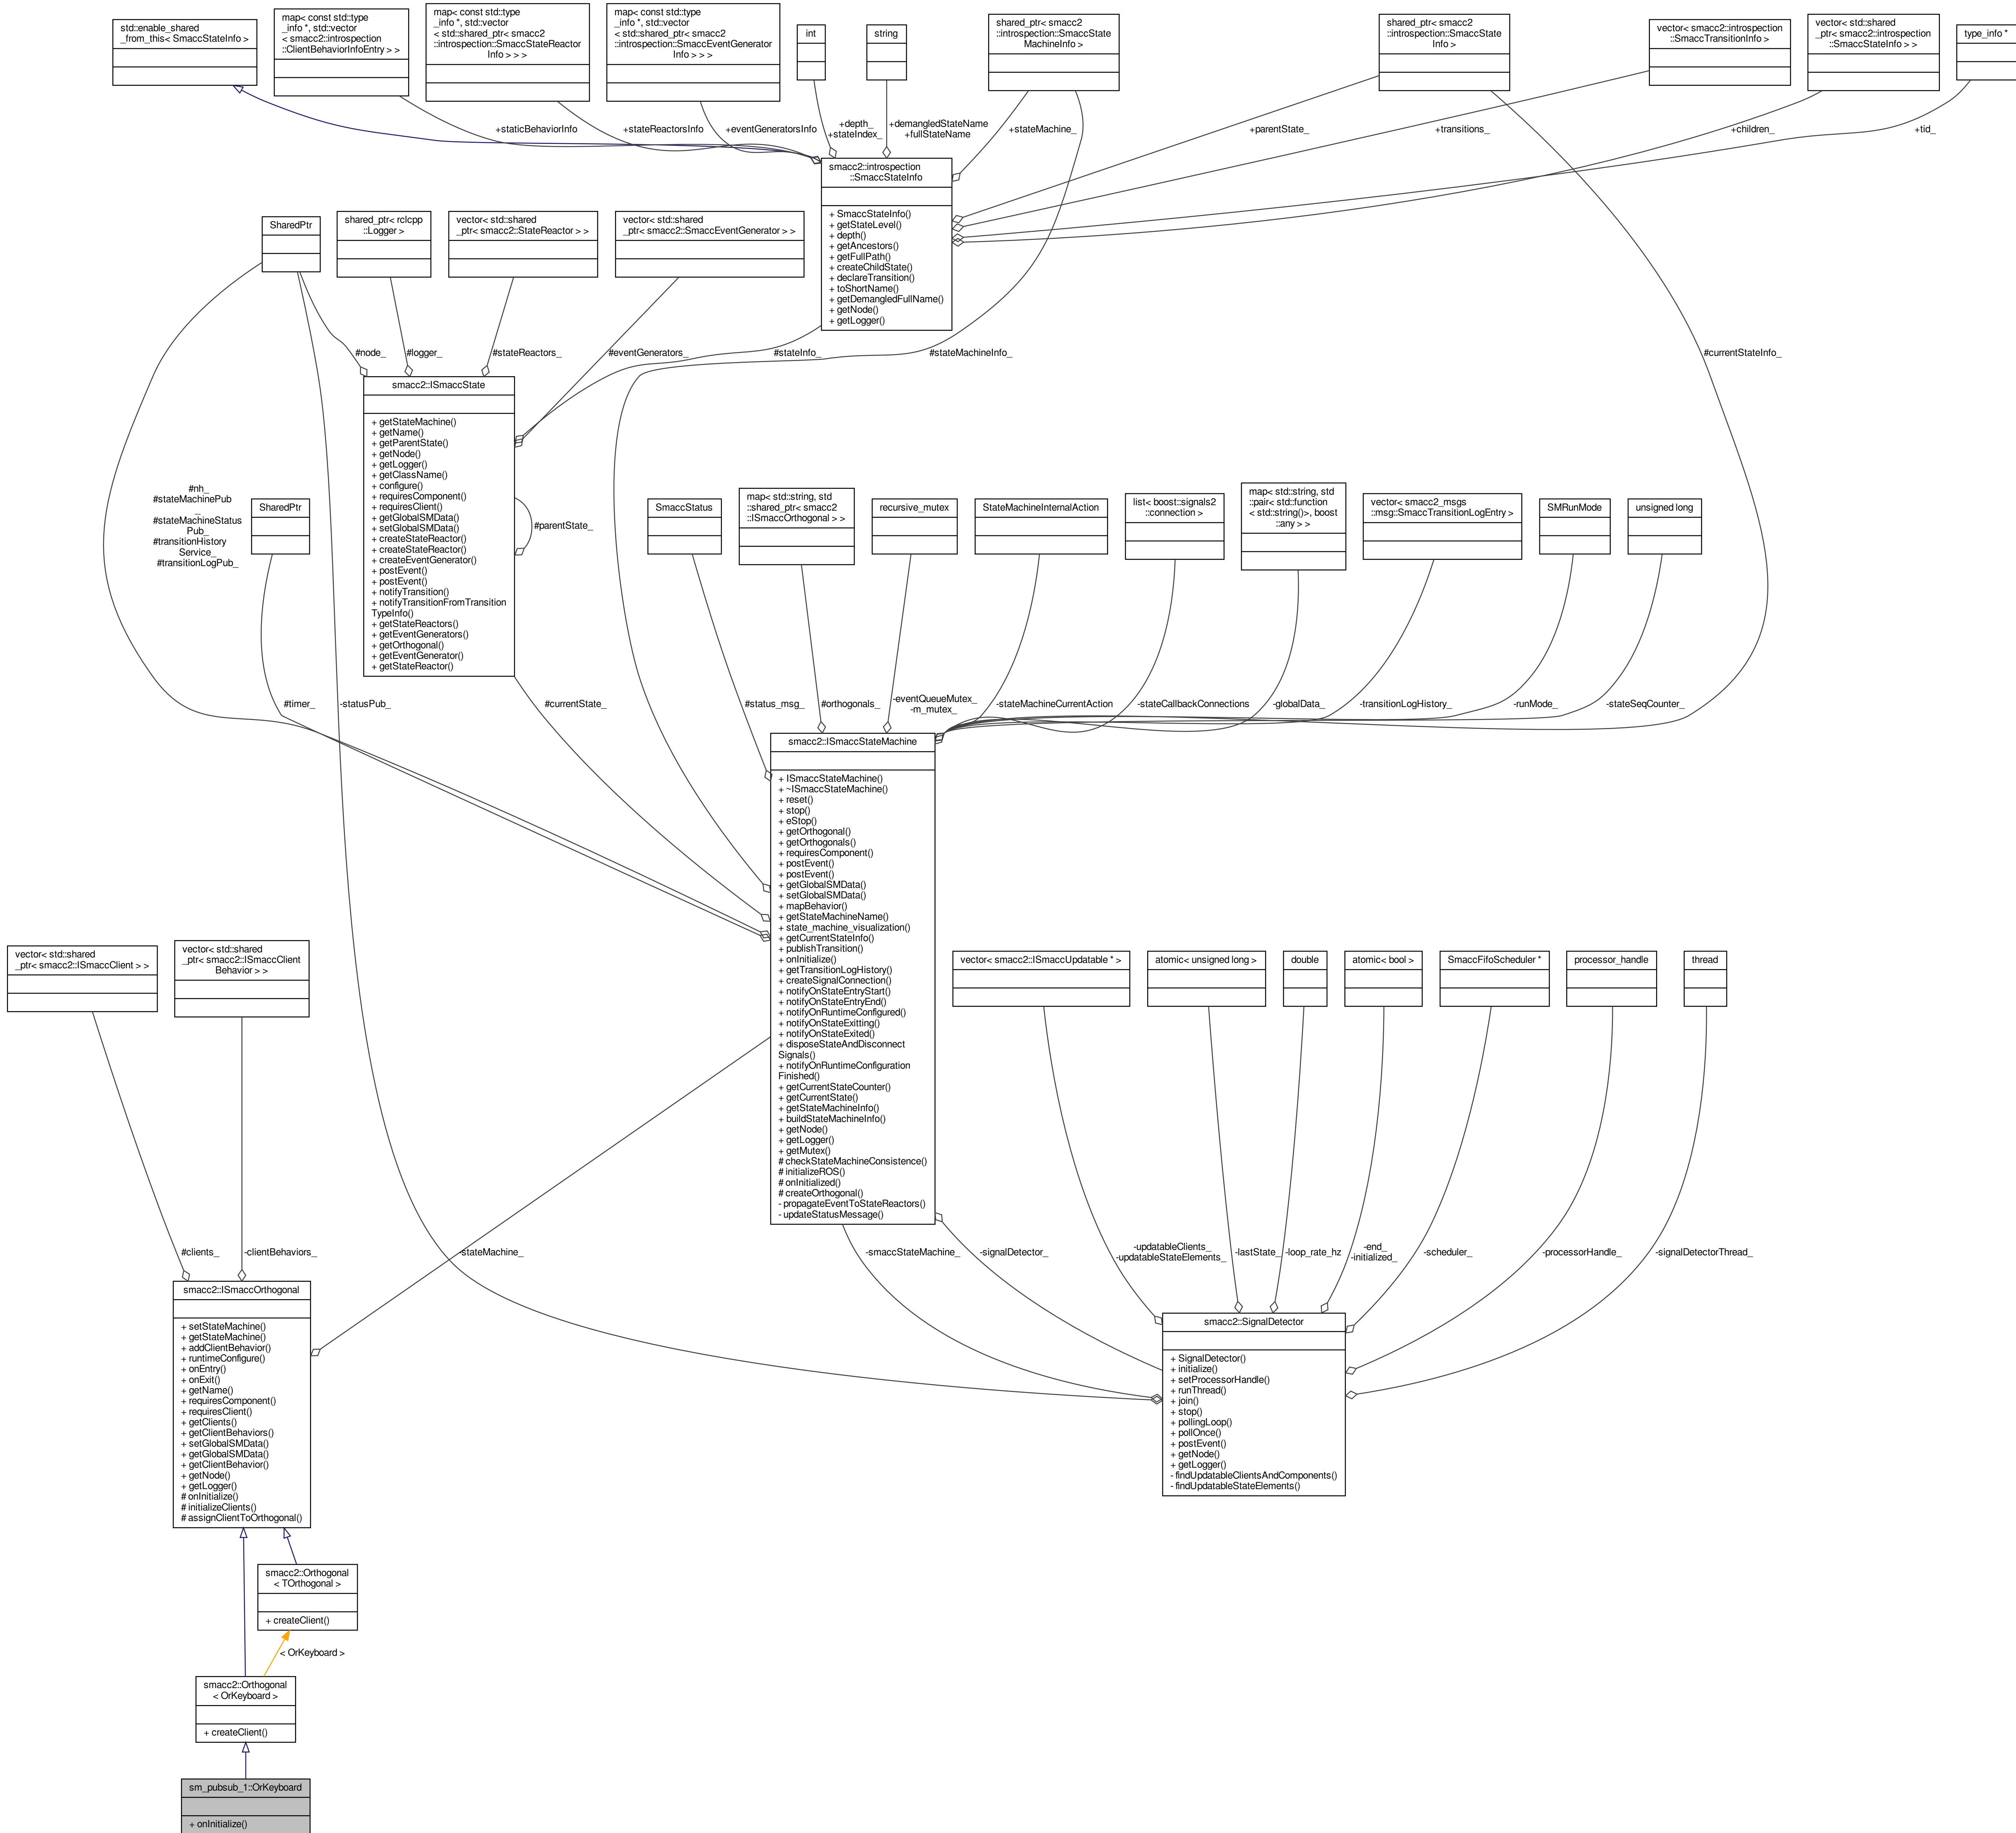 std::enable_shared
_from_this< SmaccStateInfo >
map< const std::type
_info *, std::vector
< smacc2::introspection
::ClientBehaviorInfoEntry > >
map< const std::type
_info *, std::vector
< std::shared_ptr< smacc2
::introspection::SmaccStateReactor
Info > > >
map< const std::type
_info *, std::vector
< std::shared_ptr< smacc2
::introspection::SmaccEventGenerator
Info > > >
int
string
shared_ptr< smacc2
::introspection::SmaccState
MachineInfo >
shared_ptr< smacc2
::introspection::SmaccState
Info >
vector< smacc2::introspection
::SmaccTransitionInfo >
vector< std::shared
_ptr< smacc2::introspection
::SmaccStateInfo > >
type_info *
+staticBehaviorInfo
+stateReactorsInfo
+eventGeneratorsInfo
+depth_
+stateIndex_
+demangledStateName
+fullStateName
+stateMachine_
+parentState_
+transitions_
+children_
+tid_
smacc2::introspection
::SmaccStateInfo
+ SmaccStateInfo()
+ getStateLevel()
+ depth()
+ getAncestors()
+ getFullPath()
+ createChildState()
+ declareTransition()
+ toShortName()
+ getDemangledFullName()
+ getNode()
+ getLogger()
SharedPtr
shared_ptr< rclcpp
::Logger >
vector< std::shared
_ptr< smacc2::StateReactor > >
vector< std::shared
_ptr< smacc2::SmaccEventGenerator > >
#node_
#logger_
#stateReactors_
#eventGenerators_
#stateInfo_
#stateMachineInfo_
#currentStateInfo_
smacc2::ISmaccState
+ getStateMachine()
+ getName()
+ getParentState()
+ getNode()
+ getLogger()
+ getClassName()
+ configure()
+ requiresComponent()
+ requiresClient()
+ getGlobalSMData()
+ setGlobalSMData()
+ createStateReactor()
+ createStateReactor()
+ createEventGenerator()
+ postEvent()
+ postEvent()
+ notifyTransition()
+ notifyTransitionFromTransition
TypeInfo()
+ getStateReactors()
+ getEventGenerators()
+ getOrthogonal()
+ getEventGenerator()
+ getStateReactor()
#parentState_
#nh_
#stateMachinePub
_
#stateMachineStatus
Pub_
#transitionHistory
Service_
#transitionLogPub_
SharedPtr
SmaccStatus
map< std::string, std
::shared_ptr< smacc2
::ISmaccOrthogonal > >
recursive_mutex
StateMachineInternalAction
list< boost::signals2
::connection >
map< std::string, std
::pair< std::function
< std::string()>, boost
::any > >
vector< smacc2_msgs
::msg::SmaccTransitionLogEntry >
SMRunMode
unsigned long
#timer_
-statusPub_
#currentState_
#status_msg_
#orthogonals_
-eventQueueMutex_
-m_mutex_
-stateMachineCurrentAction
-stateCallbackConnections
-globalData_
-transitionLogHistory_
-runMode_
-stateSeqCounter_
smacc2::ISmaccStateMachine
+ ISmaccStateMachine()
+ ~ISmaccStateMachine()
+ reset()
+ stop()
+ eStop()
+ getOrthogonal()
+ getOrthogonals()
+ requiresComponent()
+ postEvent()
+ postEvent()
+ getGlobalSMData()
+ setGlobalSMData()
+ mapBehavior()
+ getStateMachineName()
+ state_machine_visualization()
+ getCurrentStateInfo()
+ publishTransition()
+ onInitialize()
+ getTransitionLogHistory()
+ createSignalConnection()
+ notifyOnStateEntryStart()
+ notifyOnStateEntryEnd()
+ notifyOnRuntimeConfigured()
+ notifyOnStateExitting()
+ notifyOnStateExited()
+ disposeStateAndDisconnect
Signals()
+ notifyOnRuntimeConfiguration
Finished()
+ getCurrentStateCounter()
+ getCurrentState()
+ getStateMachineInfo()
+ buildStateMachineInfo()
+ getNode()
+ getLogger()
+ getMutex()
# checkStateMachineConsistence()
# initializeROS()
# onInitialized()
# createOrthogonal()
- propagateEventToStateReactors()
- updateStatusMessage()
vector< std::shared
_ptr< smacc2::ISmaccClient > >
vector< std::shared
_ptr< smacc2::ISmaccClient
Behavior > >
vector< smacc2::ISmaccUpdatable * >
atomic< unsigned long >
double
atomic< bool >
SmaccFifoScheduler *
processor_handle
thread
#clients_
-clientBehaviors_
-stateMachine_
-smaccStateMachine_
-signalDetector_
-updatableClients_
-updatableStateElements_
-lastState_
-loop_rate_hz
-end_
-initialized_
-scheduler_
-processorHandle_
-signalDetectorThread_
smacc2::ISmaccOrthogonal
+ setStateMachine()
+ getStateMachine()
+ addClientBehavior()
+ runtimeConfigure()
+ onEntry()
+ onExit()
+ getName()
+ requiresComponent()
+ requiresClient()
+ getClients()
+ getClientBehaviors()
+ setGlobalSMData()
+ getGlobalSMData()
+ getClientBehavior()
+ getNode()
+ getLogger()
# onInitialize()
# initializeClients()
# assignClientToOrthogonal()
smacc2::SignalDetector
+ SignalDetector()
+ initialize()
+ setProcessorHandle()
+ runThread()
+ join()
+ stop()
+ pollingLoop()
+ pollOnce()
+ postEvent()
+ getNode()
+ getLogger()
- findUpdatableClientsAndComponents()
- findUpdatableStateElements()
smacc2::Orthogonal
< TOrthogonal >
+ createClient()
< OrKeyboard >
smacc2::Orthogonal
< OrKeyboard >
+ createClient()
sm_pubsub_1::OrKeyboard
+ onInitialize()